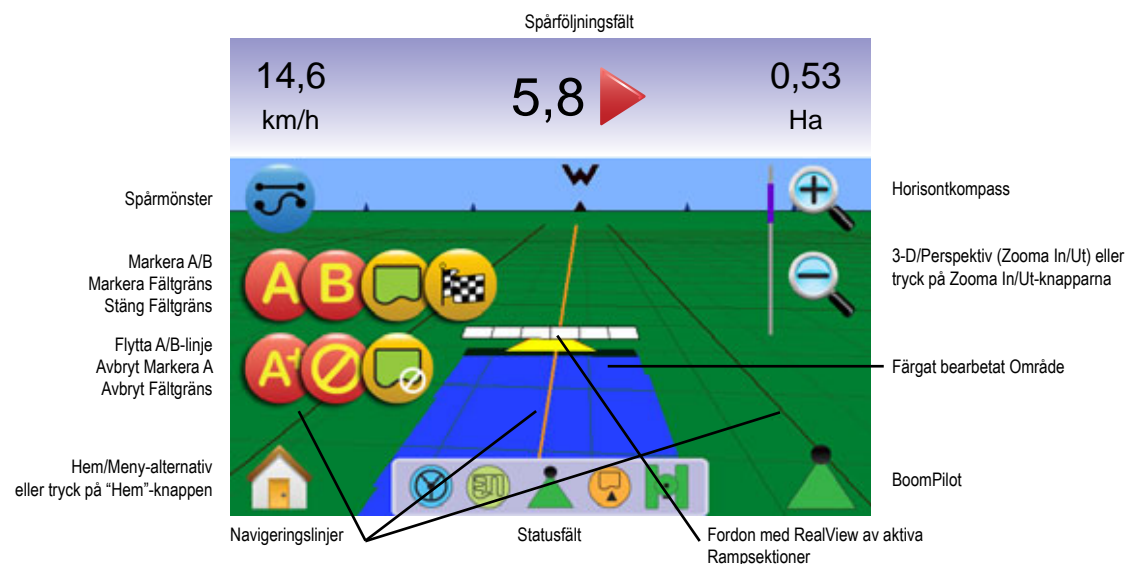 Spårföljningsfält
14,6
km/h
5,8
0,53
Ha
W
Spårmönster
Horisontkompass
Markera A/B
Markera Fältgräns
Stäng Fältgräns
A
B
3-D/Perspektiv (Zooma In/Ut) eller
tryck på Zooma In/Ut-knapparna
Flytta A/B-linje
Avbryt Markera A
Avbryt Fältgräns
A+
Färgat bearbetat Område
Hem/Meny-alternativ
eller tryck på “Hem”-knappen
BoomPilot
Navigeringslinjer
Statusfält
Fordon med RealView av aktiva
Rampsektioner